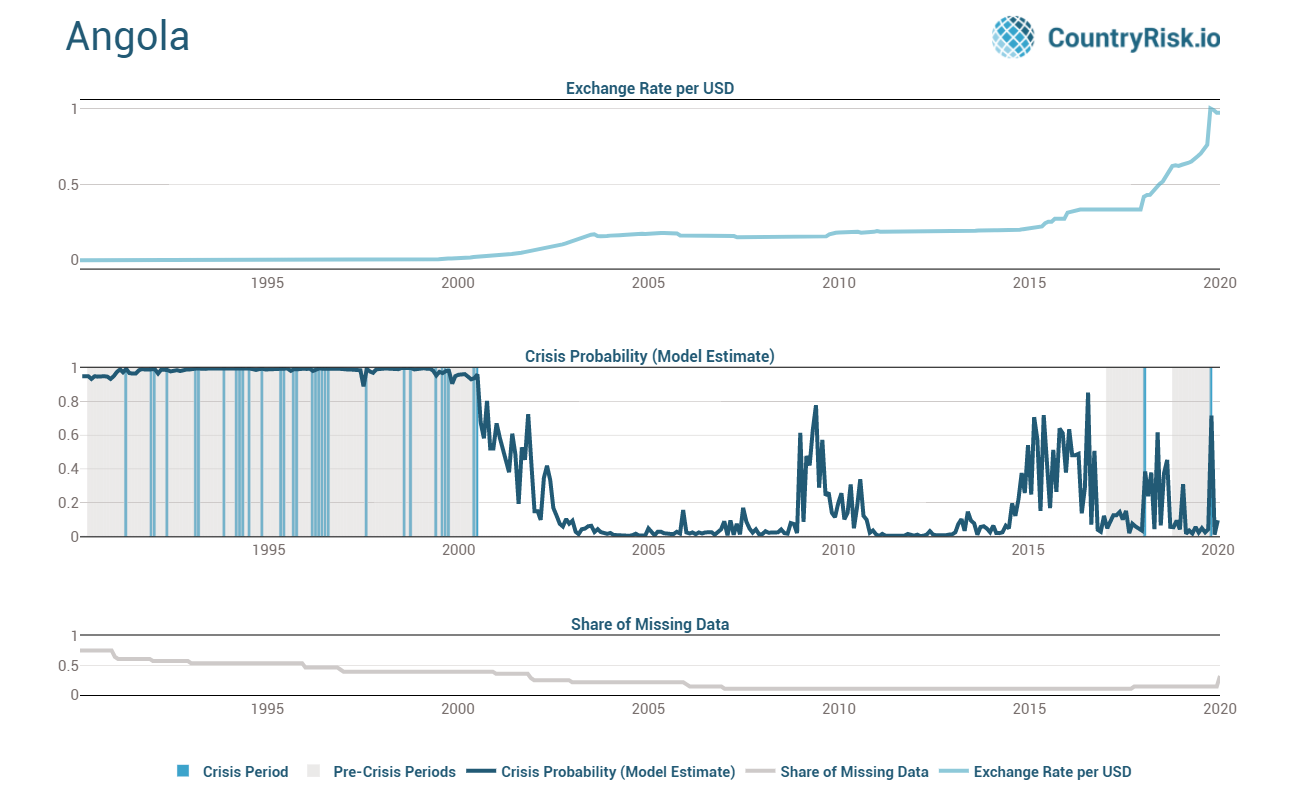 Angola
CountryRisk.io
Exchange Rate per USD
1
0.5
0
1995 2000 2005 2010 2015 2020
Crisis Probability (Model Estimate)
1
0.8
0.6
0.4
0.2
0
1995 2000 2005 2010 2015 2020
Share of Missing Data
1
0.5
0
1995 2000 2005 2010 2015 2020
Crisis Period Pre-Crisis Periods Crisis Probability (Model Estimate) Share of Missing Data Exchange Rate per USD